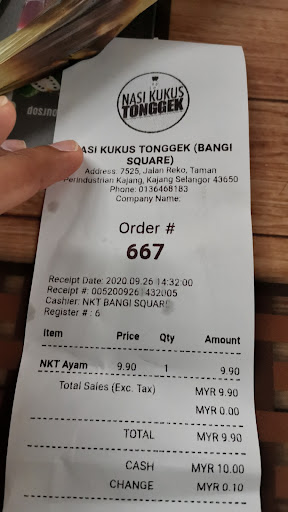 NASI KUKUS
TONGGEK
ASI KUKUS TONGGEK (BANGI
SQUARE)
Address: 7525, Jalan Reko, Taman
Perindustrian Kajang, Kajang Selangor 43650
Phone: 0136468183
Company Name:
Order #
667
Receipt Date: 2020.09.26 14:32:00
Receipt #: 005200926 432005
Cashier: NKT BANGI SQUAR
Register # : 6
Item Price Qty Amount
NKT Ayam 9.90 1 9.90
Total Sales (Exc. Tax) MYR 9.90
MYR 0.00
TOTAL MYR 9.90
CASH MYR 10.00
CHANGE MYR 0.10